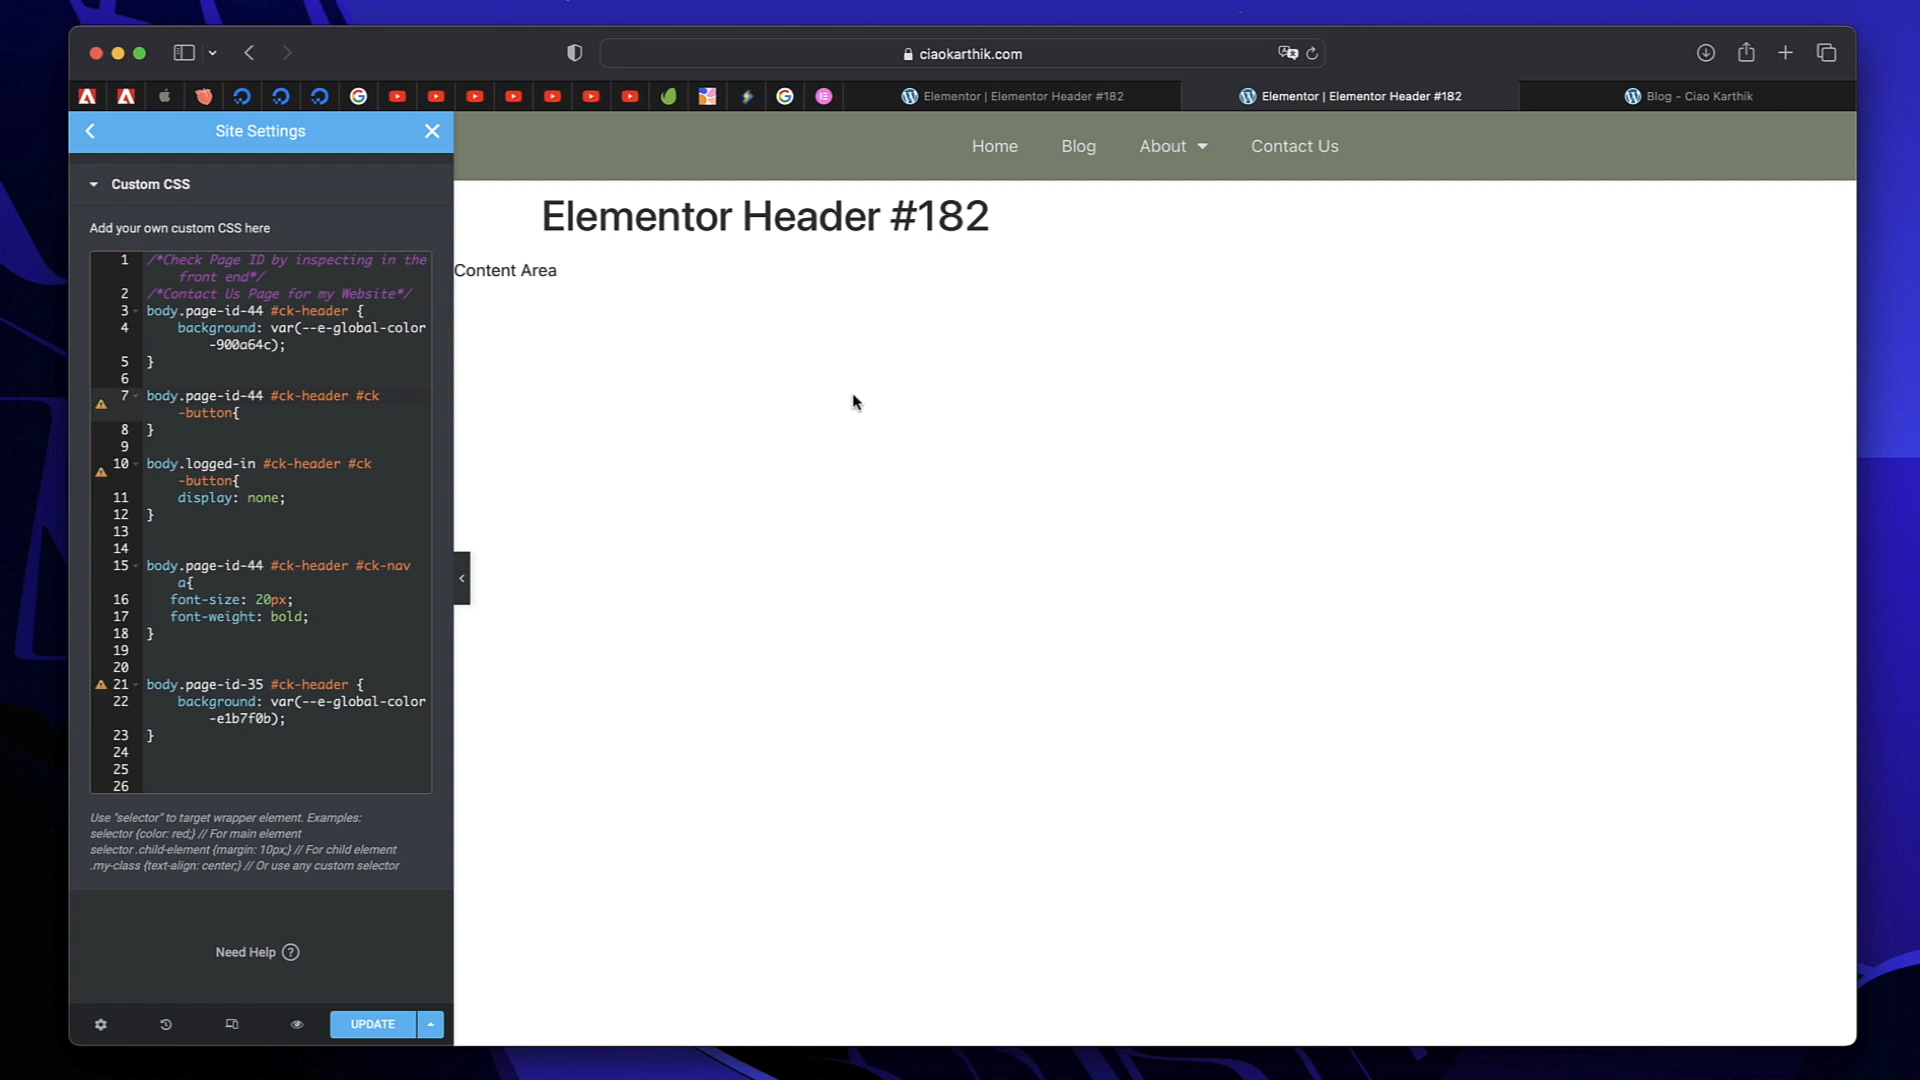 ciaokarthik.com
Elementor | Elementor Header #182
Elementor | Elementor Header #182
Blog - Ciao Karthik
Site Settings
Custom CSS
Add your own custom CSS here
1 /*Check Page ID by inspecting in the
front end*/
2 /*Contact Us Page for my Website*/
3 body.page-id-44 #ck-header {
4 background: var(--e-global-color
-900a64c);
5 }
6
7 body.page-id-44 #ck-header #ck
-button{
8 }
9
10 body.logged-in #ck-header #ck
-button{
11 display: none;
12 }
13
14
15 body.page-id-44 #ck-header #ck-nav
a{
16 font-size: 20px;
17 font-weight: bold;
18 }
19
20
21 body.page-id-35 #ck-header {
22 background: var(--e-global-color
-e1b7f0b);
23 }
24
25
26
Use "selector" to target wrapper element. Examples:
selector {color: red;} // For main element
selector .child-element {margin: 10px;} // For child element
.my-class {text-align: center;} // Or use any custom selector
Need Help ?
UPDATE
Home Blog About Contact Us
Elementor Header #182
Content Area